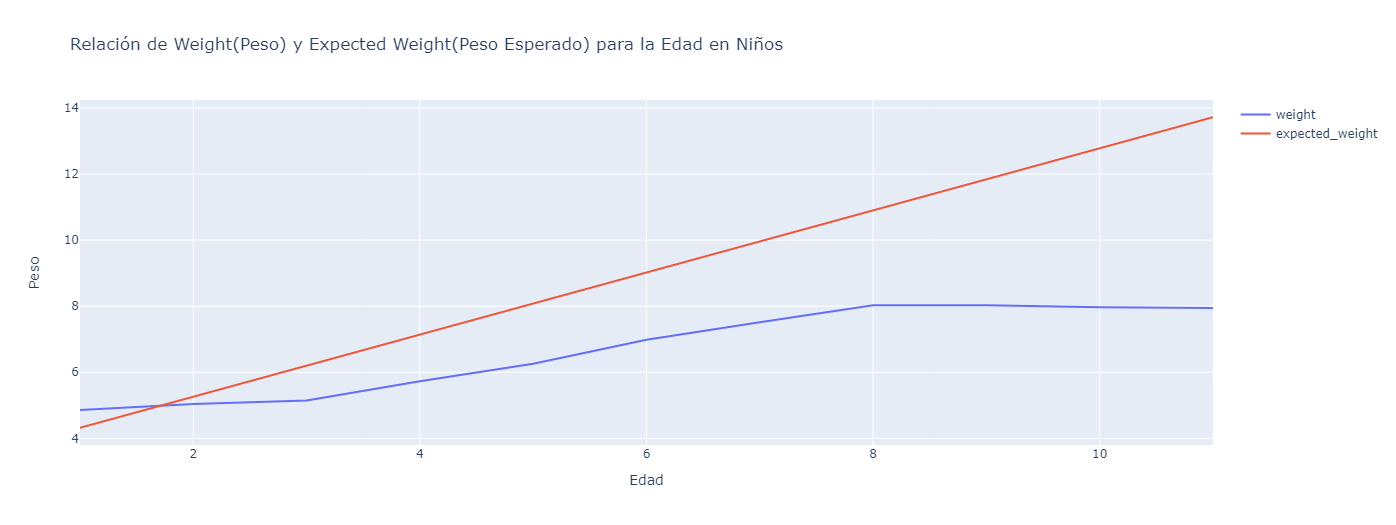 Relación de Weight(Peso) y Expected Weight(Peso Esperado) para la Edad en Niños
14
12
10
8
6
4
Peso
2
4
6
8
10
Edad
weight
expected_weight